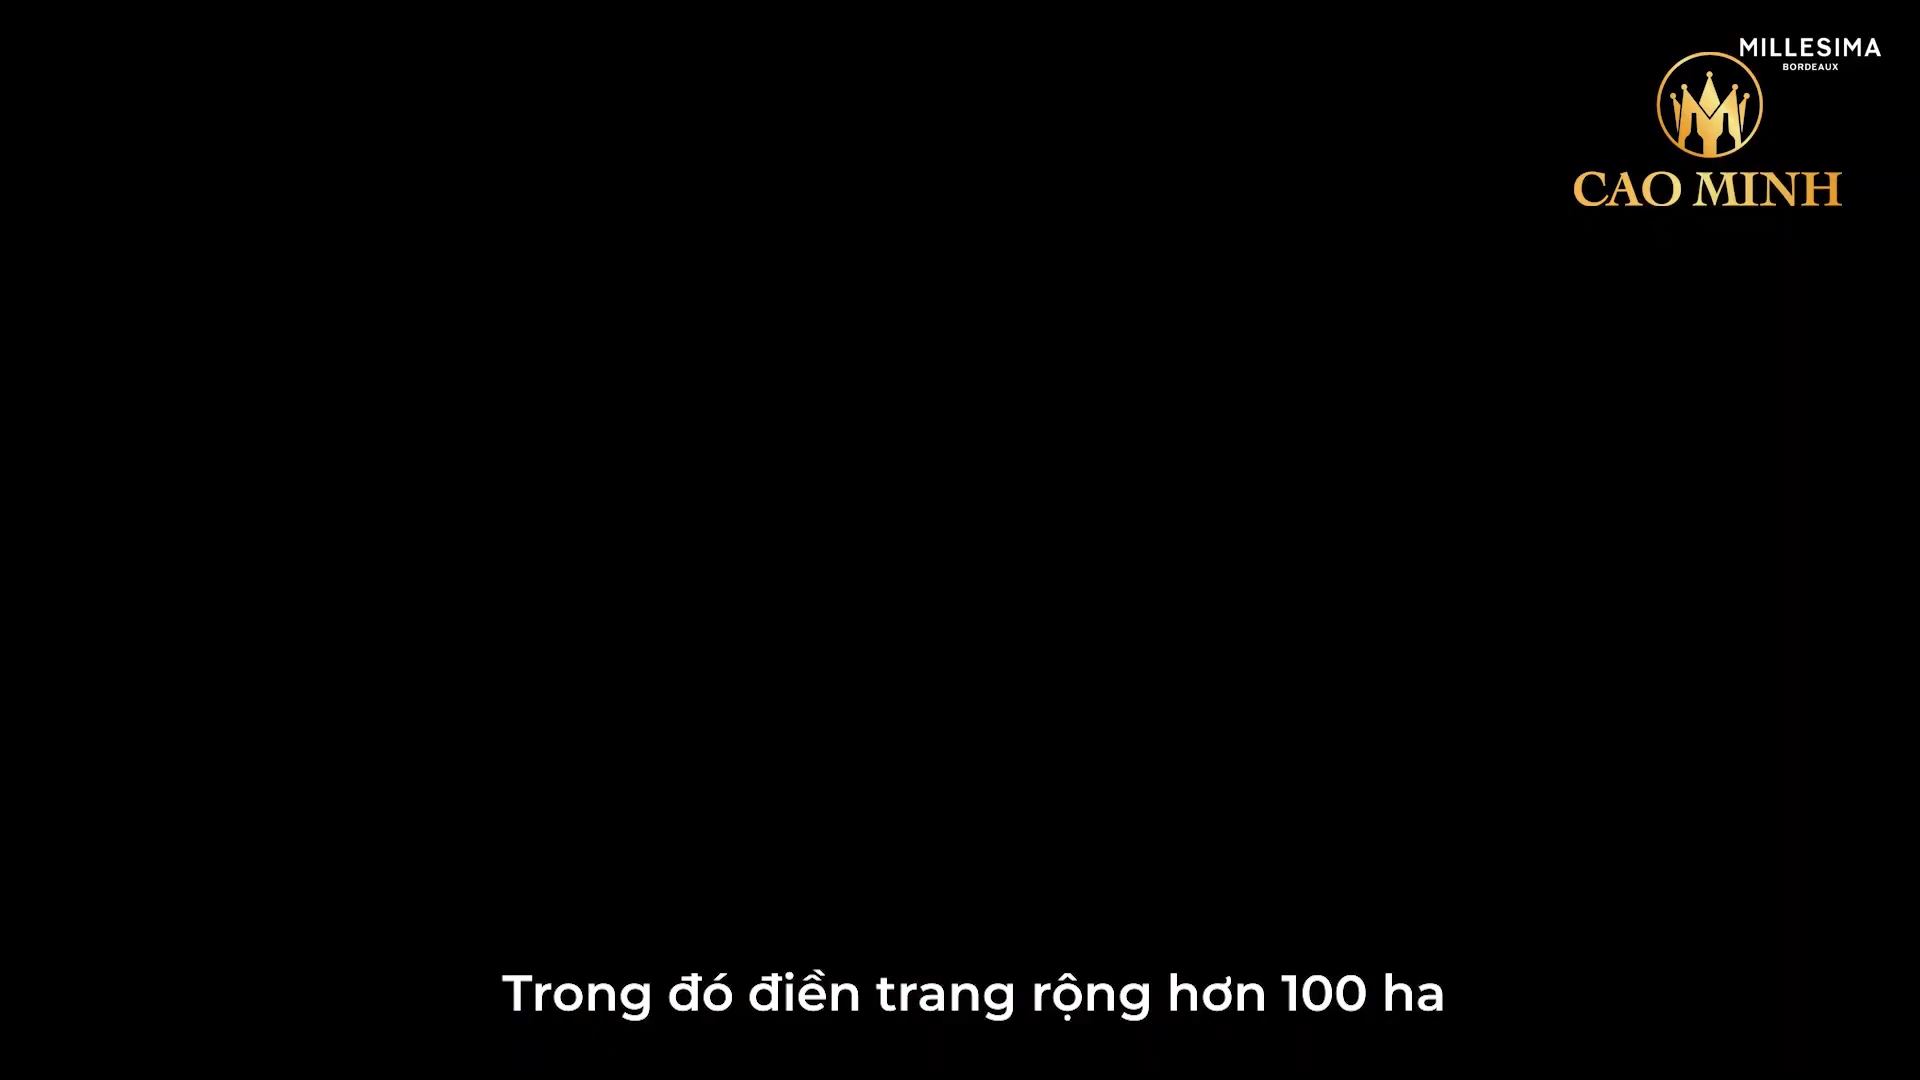 MILLESIMA
BORDEAUX
CAO MINH
Trong đó điền trang rộng hơn 100 ha